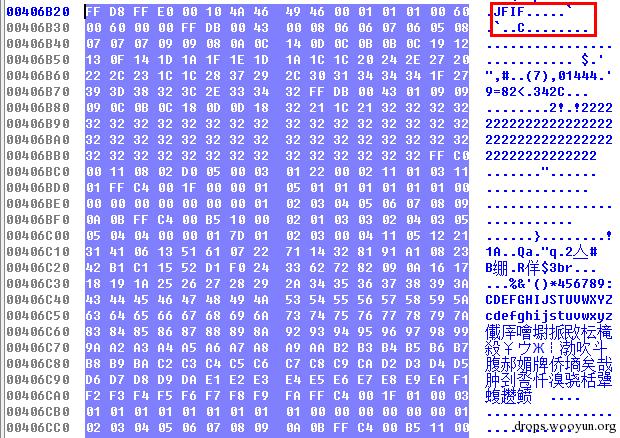 00406B20 FF D8 FF E0 00 10 4A 46 49 46 00 01 01 01 00 60 .JFIF.....`
00406B30 00 60 00 00 FF DB 00 43 00 08 06 06 07 06 05 08 .`..C........
00406B40 07 07 07 09 09 08 0A 0C 14 0D 0C 0B 0B 0C 19 12 ................
00406B50 13 0F 14 1D 1A 1F 1E 1D 1A 1C 1C 20 24 2E 27 20 ........... $.'
00406B60 22 2C 23 1C 1C 28 37 29 2C 30 31 34 34 34 1F 27 ",#..(7),01444.'
00406B70 39 3D 38 32 3C 2E 33 34 32 FF DB 00 43 01 09 09 9=82<.342C...
00406B80 09 0C 0B 0C 18 0D 0D 18 32 21 1C 21 32 32 32 32 ........2!.!2222
00406B90 32 32 32 32 32 32 32 32 32 32 32 32 32 32 32 32 2222222222222222
00406BA0 32 32 32 32 32 32 32 32 32 32 32 32 32 32 32 32 2222222222222222
00406BB0 32 32 32 32 32 32 32 32 32 32 32 32 32 32 FF C0 22222222222222
00406BC0 00 11 08 02 D0 05 00 03 01 22 00 02 11 01 03 11 ........."......
00406BD0 01 FF C4 00 1F 00 00 01 05 01 01 01 01 01 01 00
00406BE0 00 00 00 00 00 00 00 01 02 03 04 05 06 07 08 09 ................
00406BF0 0A 0B FF C4 00 B5 10 00 02 01 03 03 02 04 03 05
00406C00 05 04 04 00 00 01 7D 01 02 03 00 04 11 05 12 21 ......}........!
00406C10 31 41 06 13 51 61 07 22 71 14 32 81 91 A1 08 23 1A..Qa."q.2
00406C20 42 B1 C1 15 52 D1 F0 24 33 62 72 82 09 0A 16 17
00406C30 18 19 1A 25 26 27 28 29 2A 34 35 36 37 38 39 3A ...%&'()*456789:
00406C40 43 44 45 46 47 48 49 4A 53 54 55 56 57 58 59 5A CDEFGHIJSTUVWXYZ
00406C50 63 64 65 66 67 68 69 6A 73 74 75 76 77 78 79 7A cdefghijstuvwxyz
00406C60 83 84 85 86 87 88 89 8A 92 93 94 95 96 97 98 99
00406C70 9A A2 A3 A4 A5 A6 A7 A8 A9 AA B2 B3 B4 B5 B6 B7
00406C80 B8 B9 BA C2 C3 C4 C5 C6 C7 C8 C9 CA D2 D3 D4 D5
00406C90 D6 D7 D8 D9 DA E1 E2 E3 E4 E5 E6 E7 E8 E9 EA F1
00406CA0 F2 F3 F4 F5 F6 F7 F8 F9 FA FF C4 00 1F 01 00 03
00406CB0 01 01 01 01 01 01 01 01 01 00 00 00 00 00 00 01 ................
00406CC0 02 03 04 05 06 07 08 09 0A 0B FF C4 00 B5 11 00
drops.wooyun.org